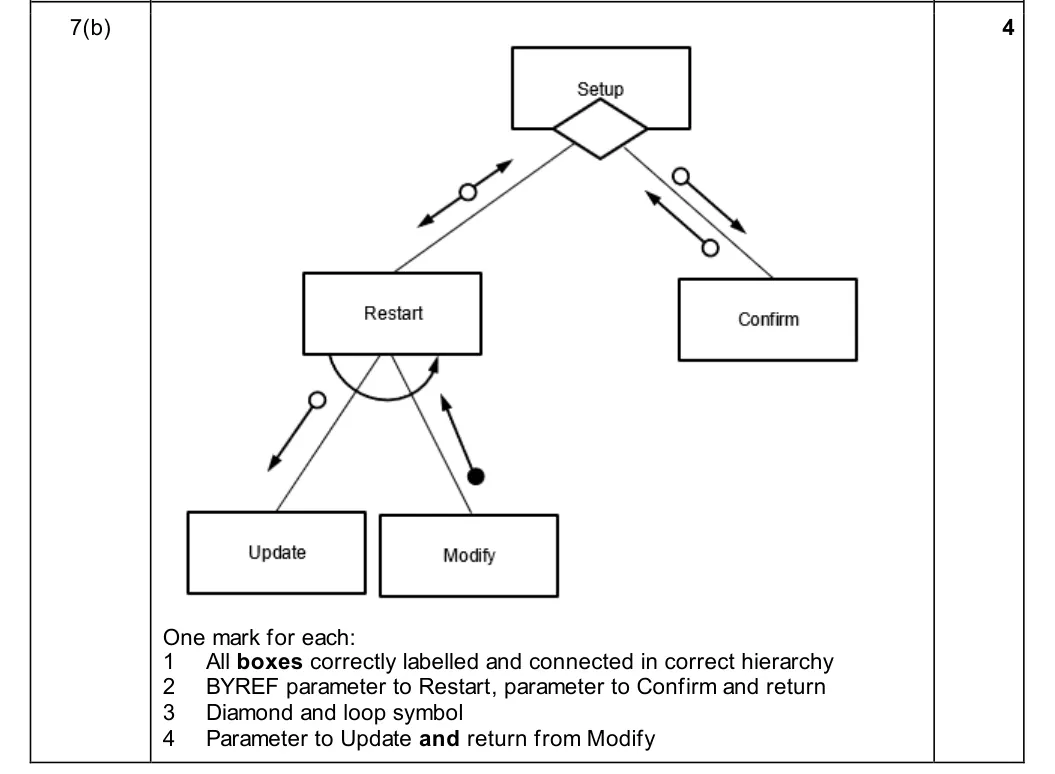 7(b)
4
Setup
Restart
Confirm
Update
Modify
One mark for each:
1 All boxes correctly labelled and connected in correct hierarchy
2 BYREF parameter to Restart, parameter to Confirm and return
3 Diamond and loop symbol
4 Parameter to Update and return from Modify